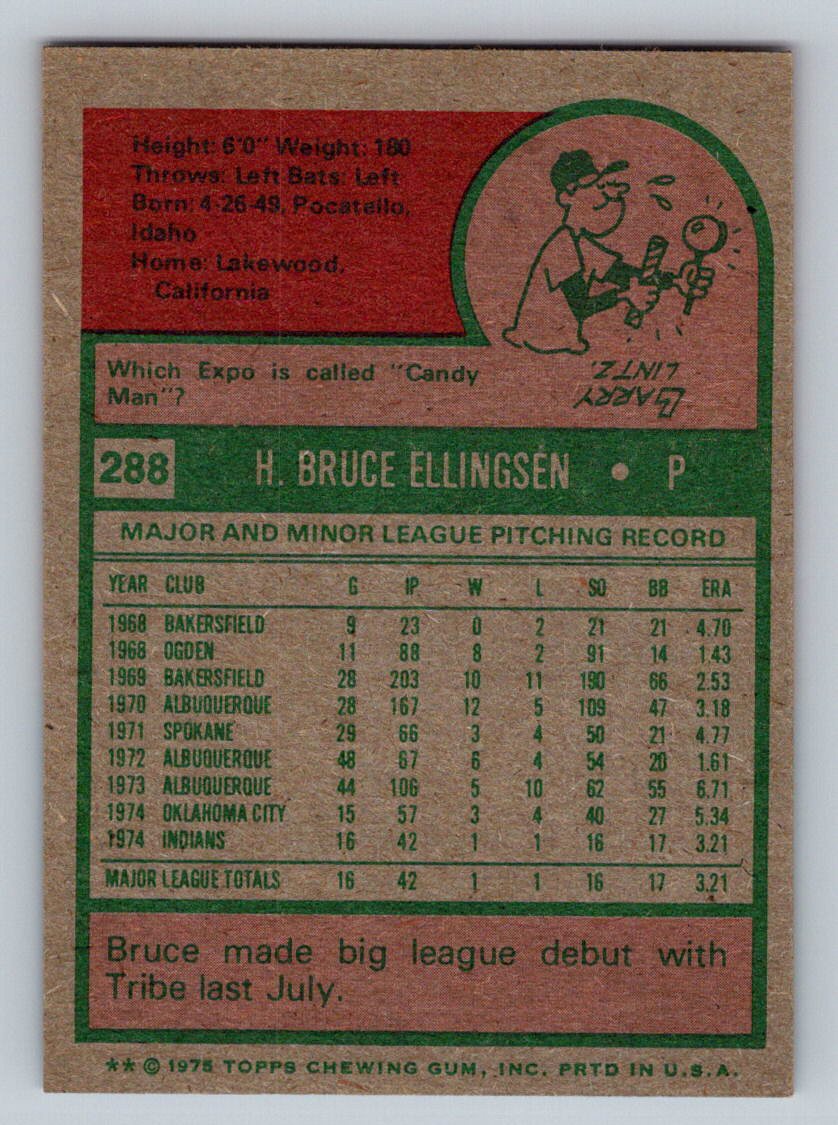 Height: 6'0" Weight: 180
Throws: Left Bats: Left
Born: 4-26-49, Pocatello,
Idaho
Home: Lakewood,
California
Which Expo is called "Candy
Man"?
BARRY
LINTZ.
288 H. BRUCE ELLINGSEN • P
MAJOR AND MINOR LEAGUE PITCHING RECORD
YEAR CLUB G IP W L SO BB ERA
1968 BAKERSFIELD 9 23 0 2 21 21 4.70
1968 OGDEN 11 88 8 2 91 14 1.43
1969 BAKERSFIELD 28 203 10 11 190 66 2.53
1970 ALBUQUERQUE 28 167 12 5 109 47 3.18
1971 SPOKANE 29 66 3 4 50 21 4.77
1972 ALBUQUERQUE 48 67 6 4 54 20 1.61
1973 ALBUQUERQUE 44 106 5 10 62 55 6.71
1974 OKLAHOMA CITY 15 57 3 4 40 27 5.34
1974 INDIANS 16 42 1 1 16 17 3.21
MAJOR LEAGUE TOTALS 16 42 1 1 16 17 3.21
Bruce made big league debut with
Tribe last July.
** © 1975 TOPPS CHEWING GUM, INC. PRTD IN U.S.A.